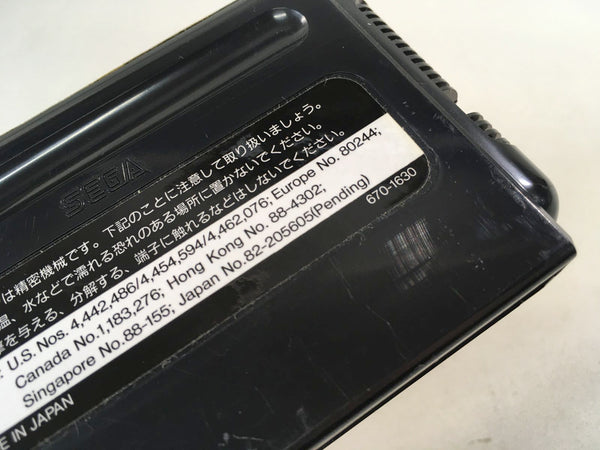 SEGA
は精密機械です。下記のことに注意して取り扱いましょう。
温、水などで濡れる恐れのある場所に置かないでください。
撃を与える、分解する、端子に触れるなどはしないでください。
U.S. Nos. 4,442,486/4,454,594/4,462,076; Europe No. 80244;
Canada No.1,183,276; Hong Kong No. 88-4302;
Singapore No.88-155; Japan No.82-205605(Pending)
E IN JAPAN
670-1630